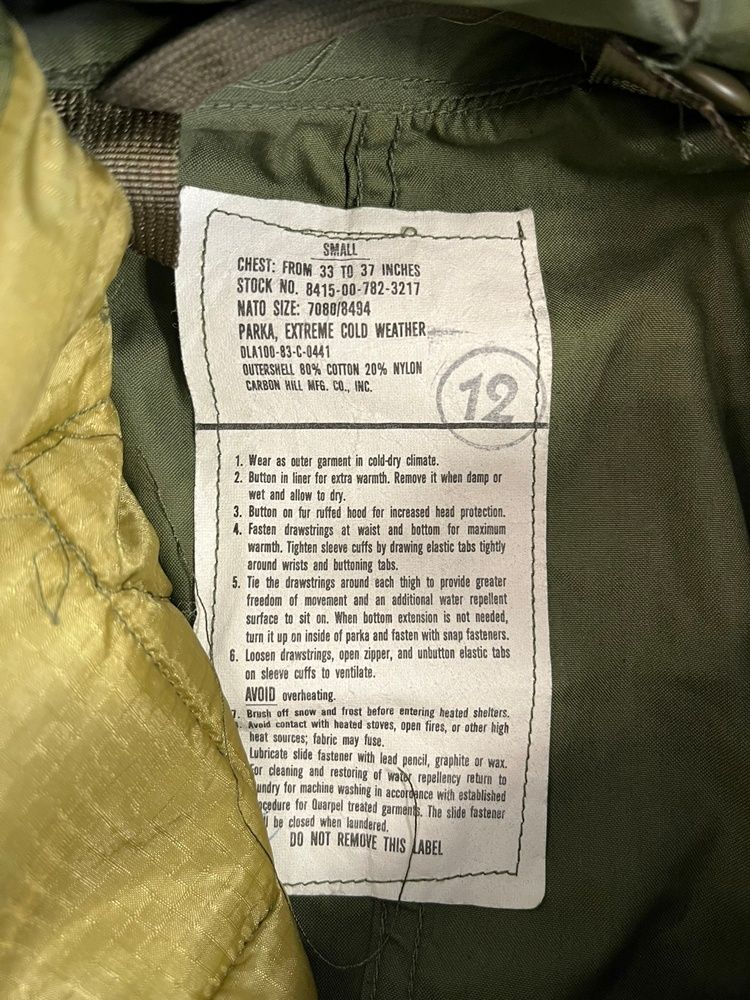 SMALL
CHEST: FROM 33 TO 37 INCHES
STOCK NO. 8415-00-782-3217
NATO SIZE: 7080/8494
PARKA, EXTREME COLD WEATHER
DLA100-83-C-0441
OUTERSHELL 80% COTTON 20% NYLON
CARBON HILL MFG. CO., INC.
12
1. Wear as outer garment in cold-dry climate.
2. Button in liner for extra warmth. Remove it when damp or
wet and allow to dry.
3. Button on fur ruffed hood for increased head protection.
4. Fasten drawstrings at waist and bottom for maximum
warmth. Tighten sleeve cuffs by drawing elastic tabs tightly
around wrists and buttoning tabs.
5. Tie the drawstrings around each thigh to provide greater
freedom of movement and an additional water repellent
surface to sit on. When bottom extension is not needed,
turn it up on inside of parka and fasten with snap fasteners.
6. Loosen drawstrings, open zipper, and unbutton elastic tabs
on sleeve cuffs to ventilate.
AVOID overheating.
7. Brush off snow and frost before entering heated shelters.
Avoid contact with heated stoves, open fires, or other high
heat sources; fabric may fuse.
Lubricate slide fastener with lead pencil, graphite or wax.
For cleaning and restoring of water repellency return to
undry for machine washing in accordance with established
ocedure for Quarpel treated garments. The slide fastener
ll be closed when laundered.
DO NOT REMOVE THIS LABEL